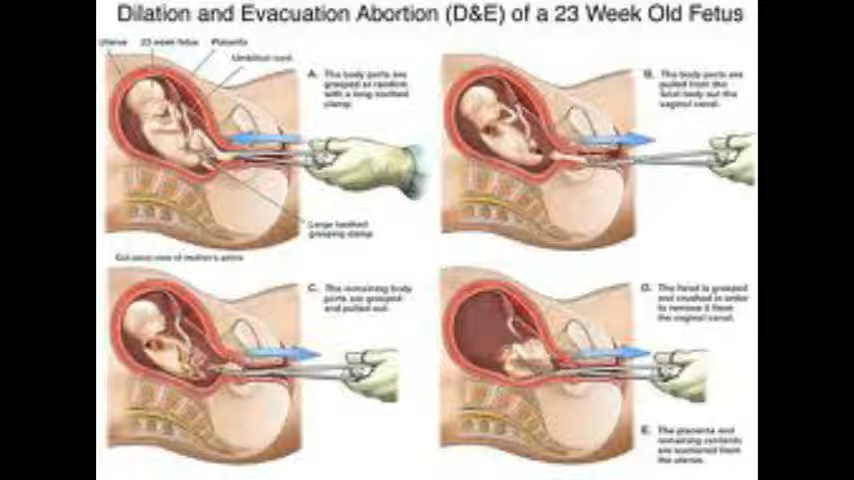 Dilation and Evacuation Abortion (D&E) of a 23 Week Old Fetus
Uterus 23 week fetus Placenta
Umbilical cord
A. The body parts are
grasped at random
with a long toothed
clamp.
B. The body parts are
pulled from the
fetal body out the
vaginal canal.
Large toothed
grasping clamp
Cut-away view of mother's pelvis
C. The remaining body
parts are grasped
and pulled out.
D. The head is grasped
and crushed in order
to remove it from
the vaginal canal.
E. The placenta and
remaining contents
are suctioned from
the uterus.